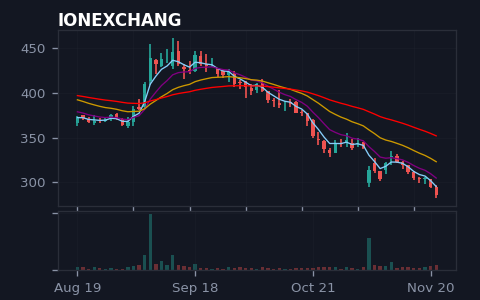 IONEXCHANG
450
400
350
300
Aug 19
Sep 18
Oct 21
Nov 20